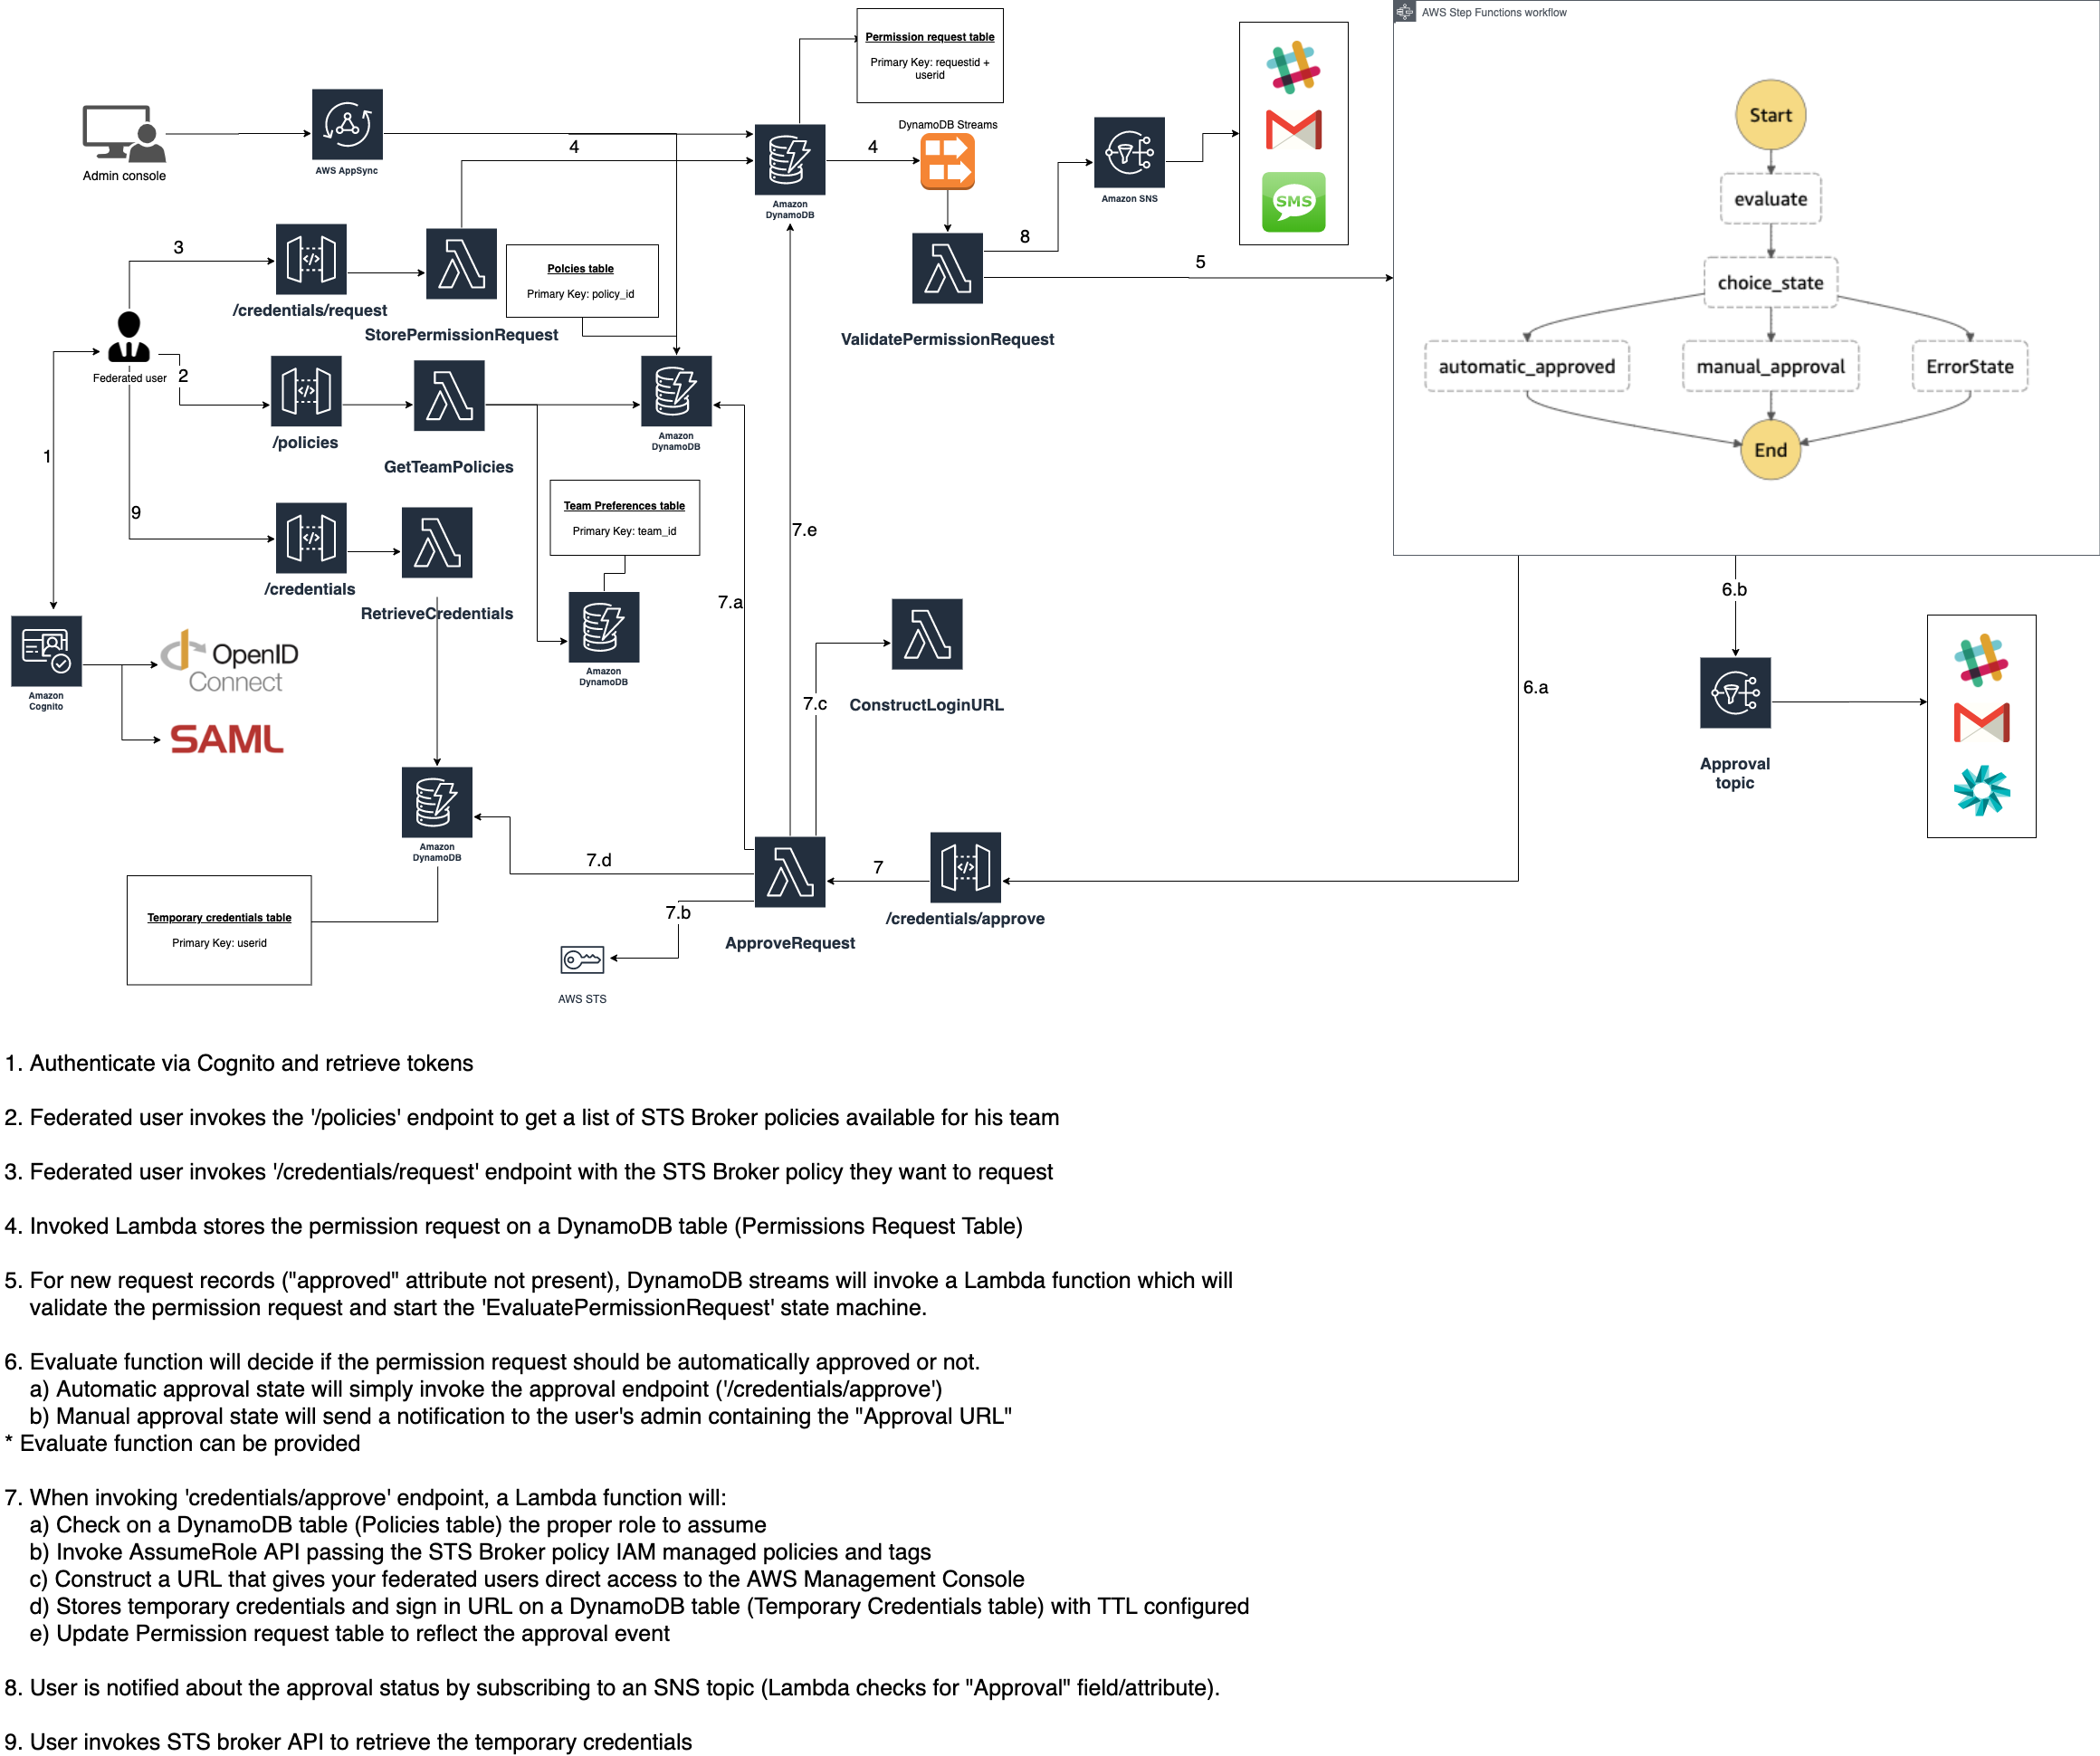 AWS Step Functions workflow
Permission request table
Primary Key: requestid +
userid
Start
evaluate
choice_state
automatic_approved
manual_approval
ErrorState
End
Admin console
AWS AppSync
4
Amazon
DynamoDB
4
DynamoDB Streams
Amazon SNS
SMS
8
5
ValidatePermissionRequest
3
/credentials/request
StorePermissionRequest
Polcies table
Primary Key: policy_id
Federated user
2
/policies
GetTeamPolicies
Amazon
DynamoDB
1
9
/credentials
RetrieveCredentials
Team Preferences table
Primary Key: team_id
Amazon
DynamoDB
7.e
7.a
7.c
ConstructLoginURL
6.a
6.b
Approval
topic
Amazon
Cognito
OpenID
Connect
SAML
Amazon
DynamoDB
Temporary credentials table
Primary Key: userid
7.d
7.b
AWS STS
ApproveRequest
7
/credentials/approve
1. Authenticate via Cognito and retrieve tokens
2. Federated user invokes the '/policies' endpoint to get a list of STS Broker policies available for his team
3. Federated user invokes '/credentials/request' endpoint with the STS Broker policy they want to request
4. Invoked Lambda stores the permission request on a DynamoDB table (Permissions Request Table)
5. For new request records ("approved" attribute not present), DynamoDB streams will invoke a Lambda function which will
validate the permission request and start the 'EvaluatePermissionRequest' state machine.
6. Evaluate function will decide if the permission request should be automatically approved or not.
a) Automatic approval state will simply invoke the approval endpoint ('/credentials/approve')
b) Manual approval state will send a notification to the user's admin containing the "Approval URL"
* Evaluate function can be provided
7. When invoking 'credentials/approve' endpoint, a Lambda function will:
a) Check on a DynamoDB table (Policies table) the proper role to assume
b) Invoke AssumeRole API passing the STS Broker policy IAM managed policies and tags
c) Construct a URL that gives your federated users direct access to the AWS Management Console
d) Stores temporary credentials and sign in URL on a DynamoDB table (Temporary Credentials table) with TTL configured
e) Update Permission request table to reflect the approval event
8. User is notified about the approval status by subscribing to an SNS topic (Lambda checks for "Approval" field/attribute).
9. User invokes STS broker API to retrieve the temporary credentials